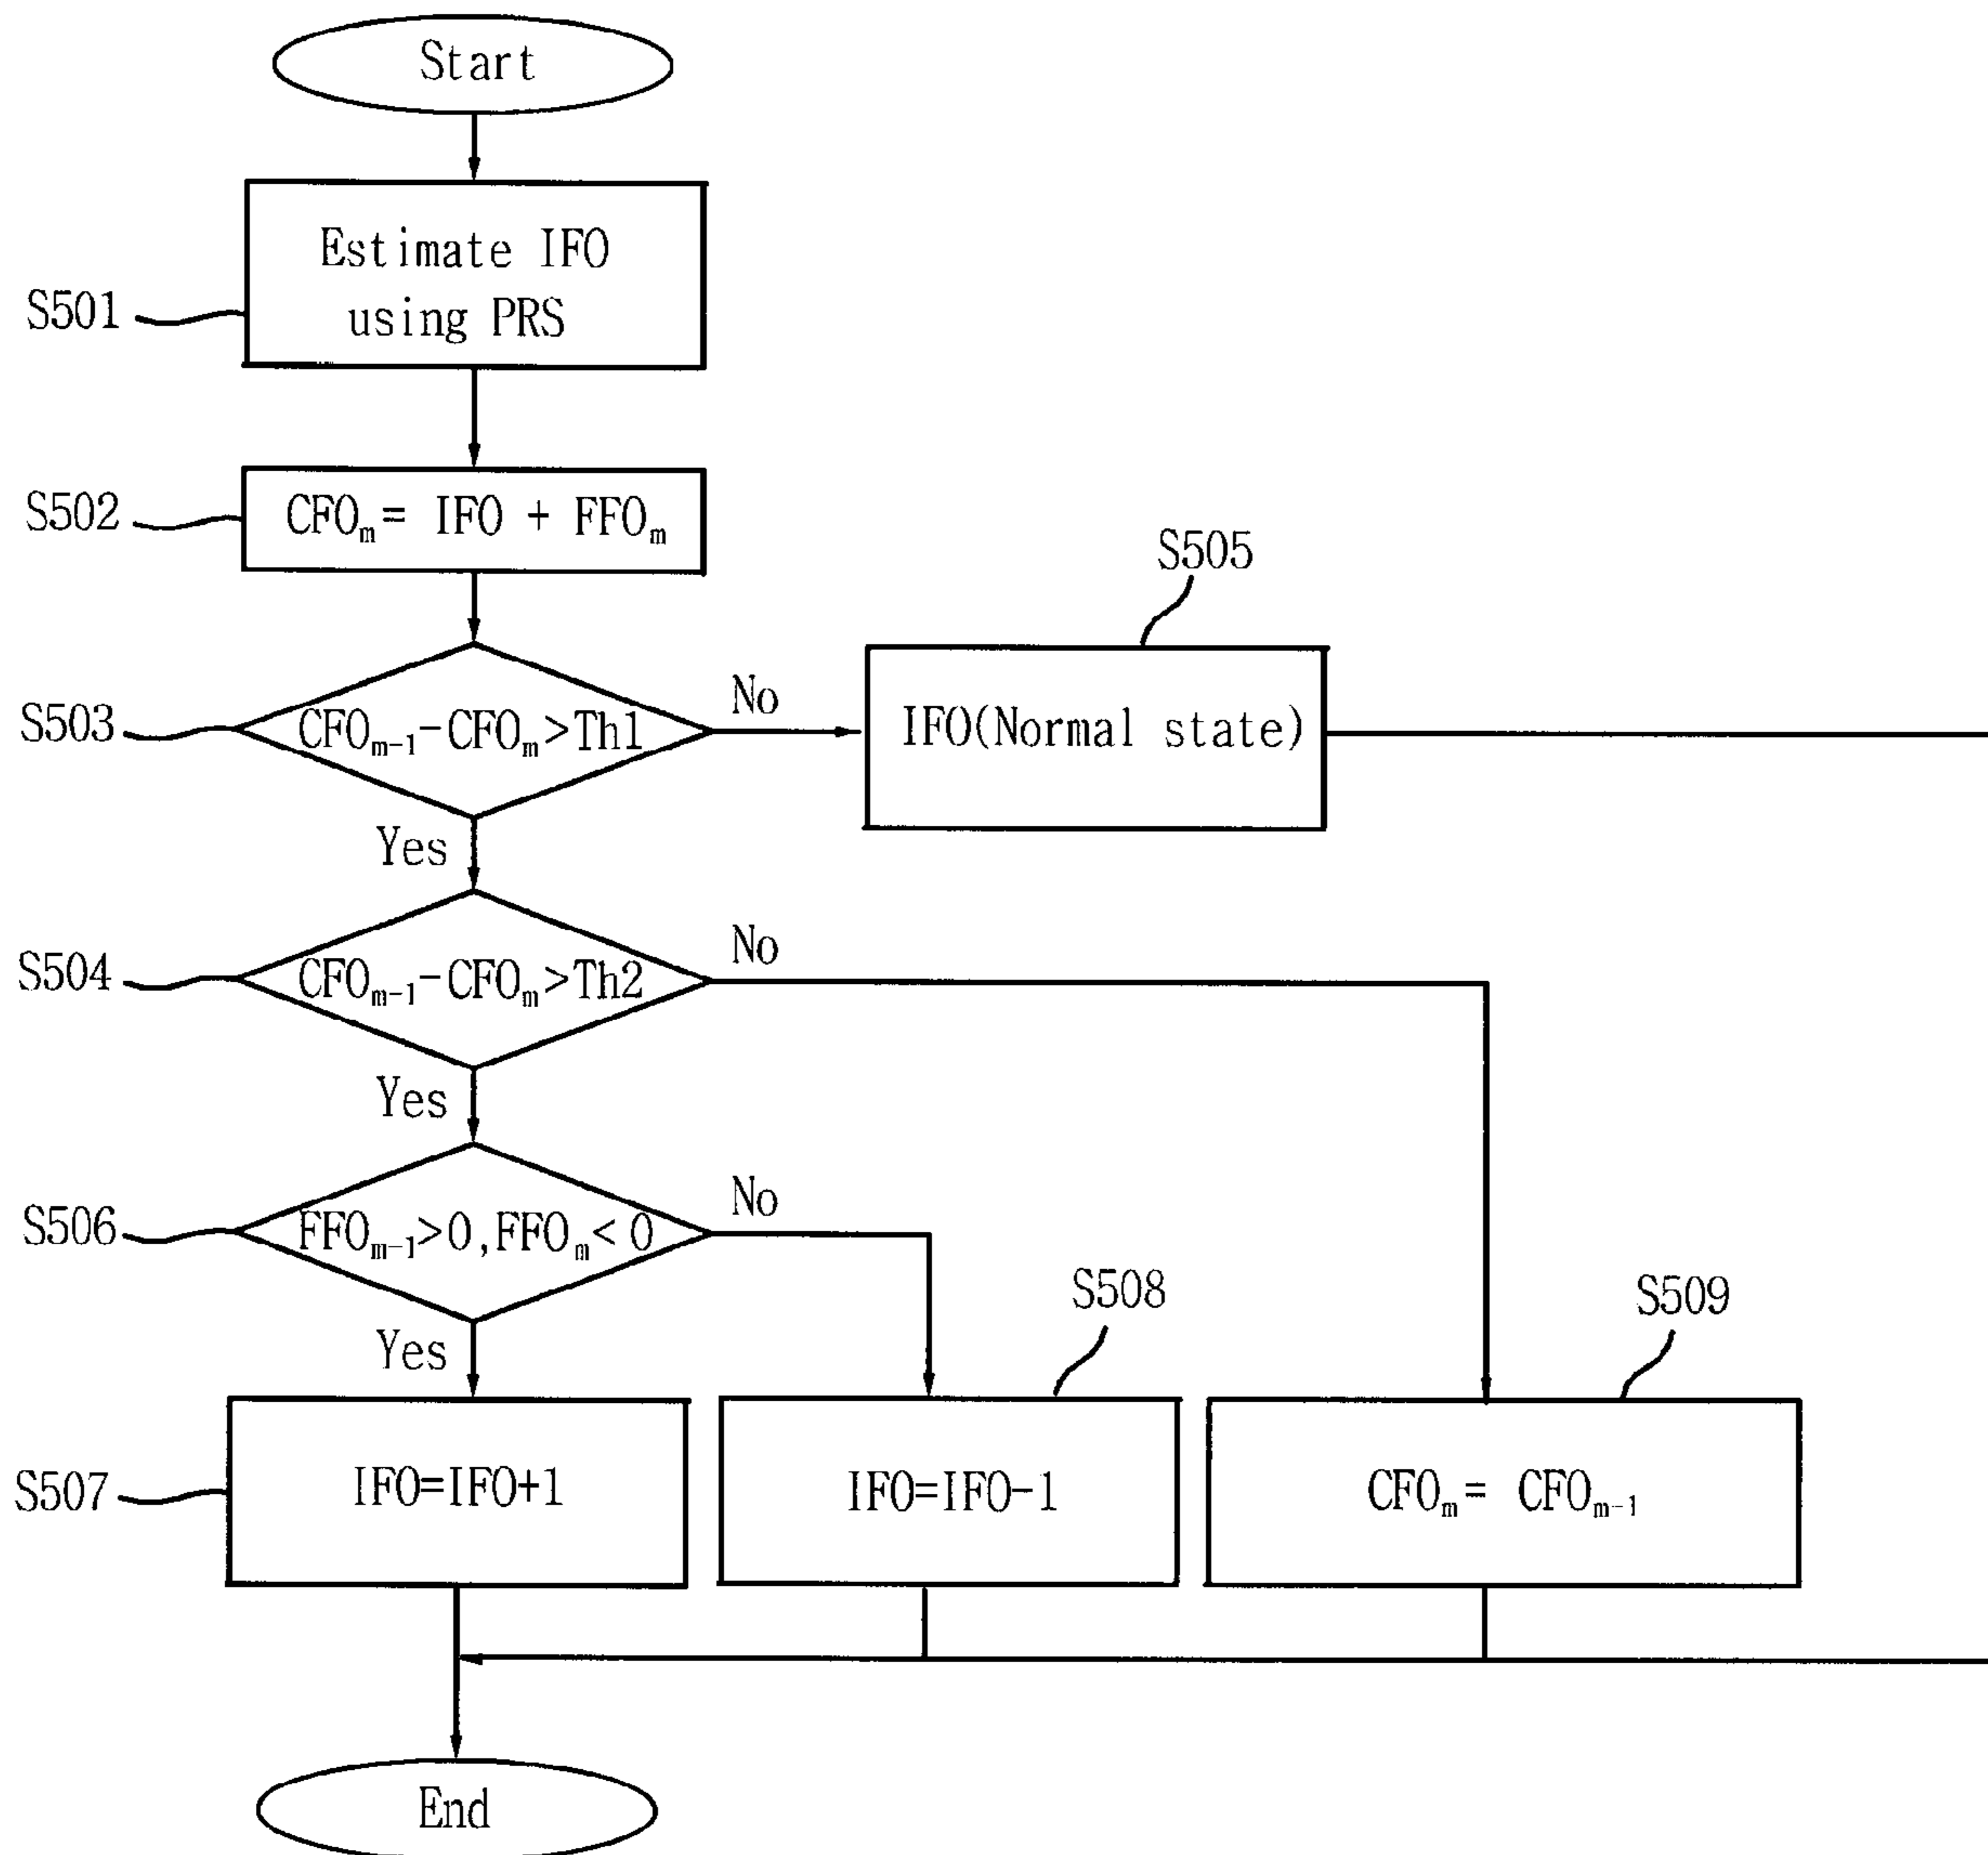 Start
Estimate IFO
using PRS
S501
S502
CFOₘ= IFO + FFOₘ
S505
S503
CFOₘ₋₁-CFOₘ>Th1
No
IFO(Normal state)
Yes
S504
CFOₘ₋₁-CFOₘ>Th2
No
Yes
S506
FFOₘ₋₁>0,FFOₘ<0
No
S508
S509
Yes
S507
IFO=IFO+1
IFO=IFO-1
CFOₘ= CFOₘ₋₁
End